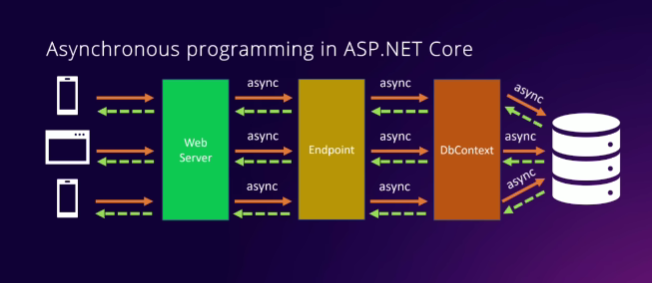 Asynchronous programming in ASP.NET Core
async
async
async
Web
Server
async
Endpoint
async
DbContext
async
async
async
async